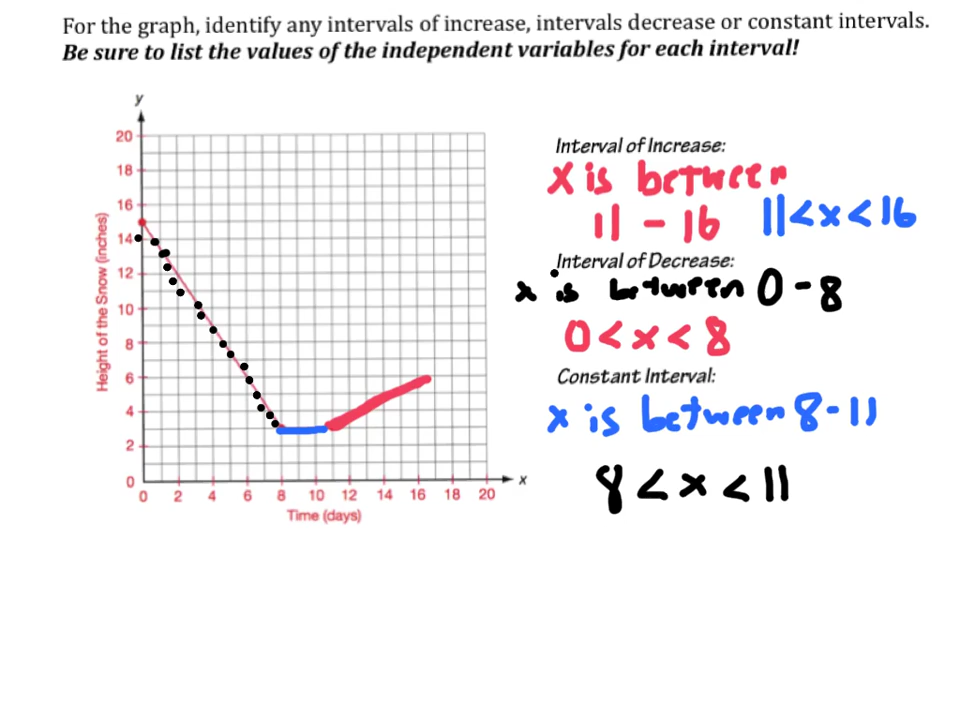 For the graph, identify any intervals of increase, intervals decrease or constant intervals.
Be sure to list the values of the independent variables for each interval!
y
20
18
16
14
12
10
8
6
4
2
0
Height of the Snow (inches)
0 2 4 6 8 10 12 14 16 18 20
x
Time (days)
Interval of Increase:
x is between
11 - 16 11<x<16
Interval of Decrease:
x is between 0-8
0<x<8
Constant Interval:
x is between 8-11
8<x<11